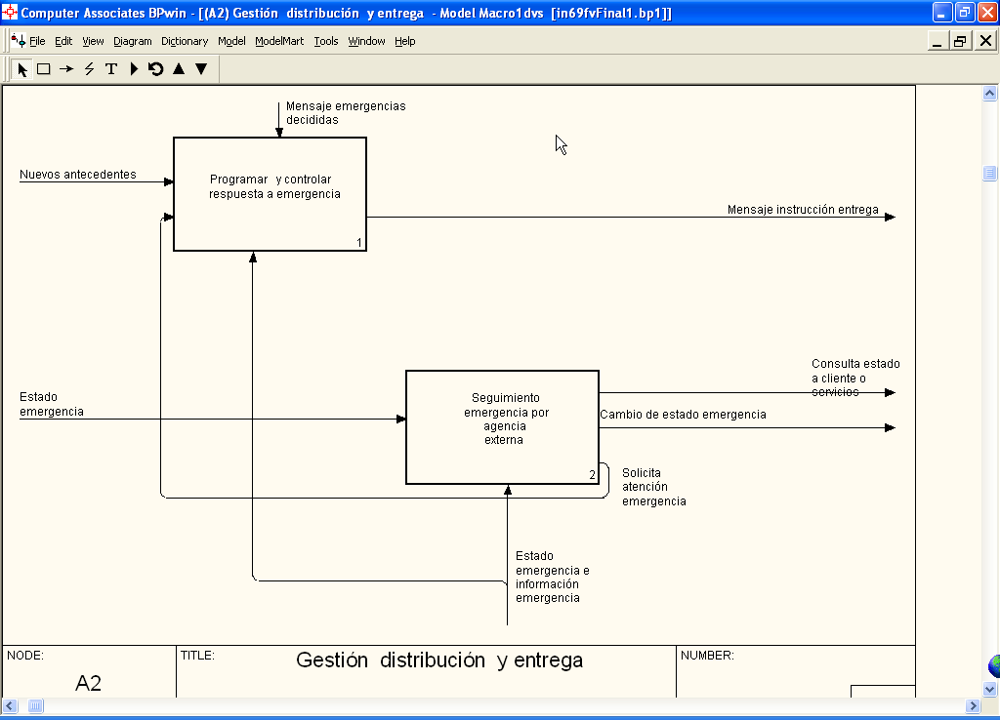 Computer Associates BPwin - [(A2) Gestión distribución y entrega - Model Macro1dvs [in69fvFinal1.bp1]]
File Edit View Diagram Dictionary Model ModelMart Tools Window Help
T
Mensaje emergencias
decididas
Nuevos antecedentes
Programar y controlar
respuesta a emergencia
1
Mensaje instrucción entrega
Estado
emergencia
Seguimiento
emergencia por
agencia
externa
2
Consulta estado
a cliente o
servicios
Cambio de estado emergencia
Solicita
atención
emergencia
Estado
emergencia e
información
emergencia
NODE:
A2
TITLE:
Gestión distribución y entrega
NUMBER: